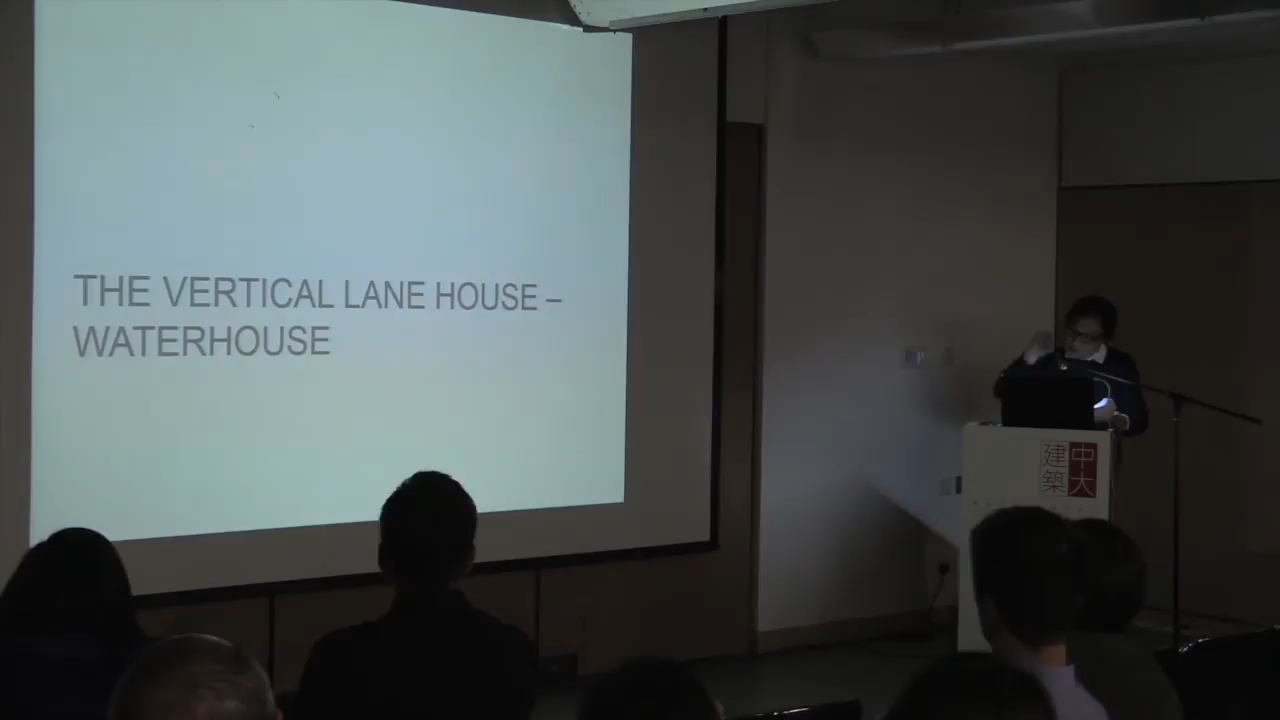 THE VERTICAL LANE HOUSE –
WATERHOUSE
建中
築大